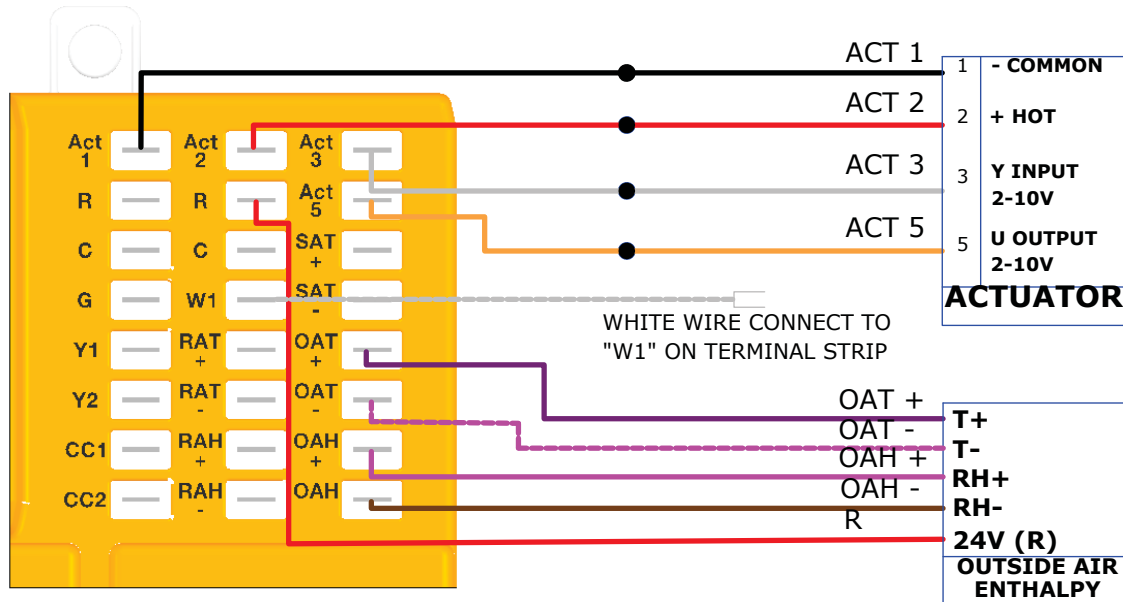 Act 1 Act 2 Act 3
R R Act 5
C C SAT +
G W1 SAT -
Y1 RAT + OAT +
Y2 RAT - OAT -
CC1 RAH + OAH +
CC2 RAH - OAH
ACT 1
ACT 2
ACT 3
ACT 5
1 - COMMON
2 + HOT
3 Y INPUT
2-10V
5 U OUTPUT
2-10V
ACTUATOR
WHITE WIRE CONNECT TO
"W1" ON TERMINAL STRIP
OAT +
OAT -
OAH +
OAH -
R
T+
T-
RH+
RH-
24V (R)
OUTSIDE AIR
ENTHALPY